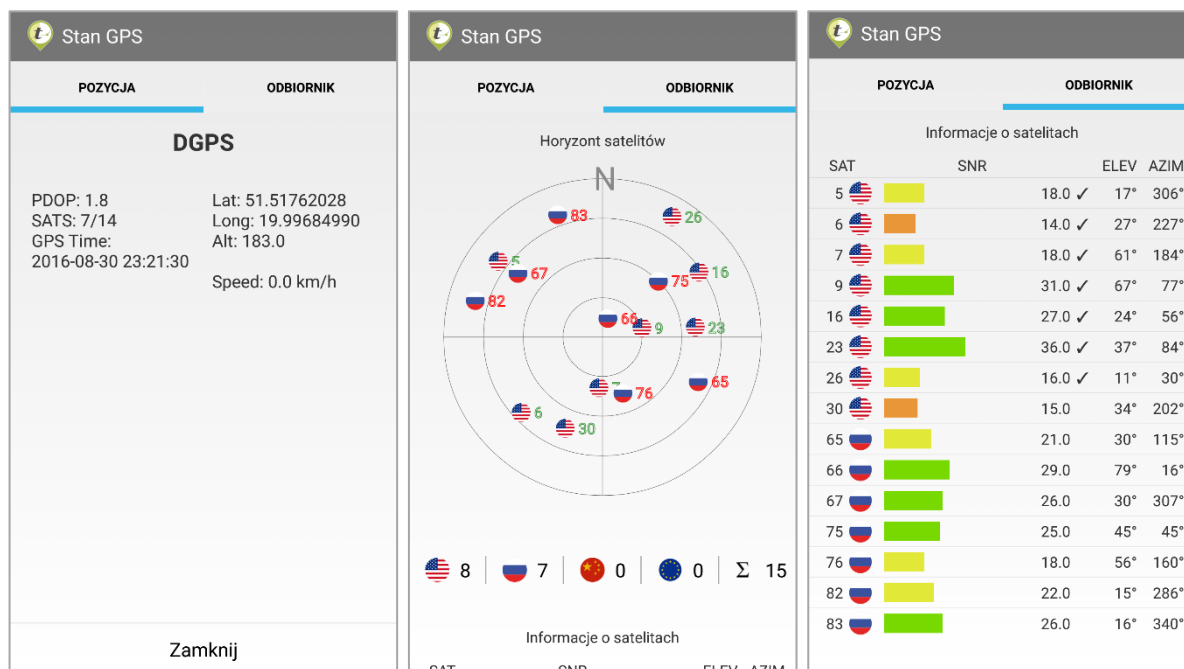 Stan GPS
POZYCJA ODBIORNIK
DGPS
PDOP: 1.8
SATS: 7/14
GPS Time:
2016-08-30 23:21:30
Lat: 51.51762028
Long: 19.99684990
Alt: 183.0
Speed: 0.0 km/h
Zamknij
Stan GPS
POZYCJA ODBIORNIK
Horyzont satelitów
N
83
26
5
67
16
75
82
66
9
23
65
7
76
6
30
8 7 0 0 Σ 15
Informacje o satelitach
SAT SNR ELEV AZIM
Stan GPS
POZYCJA ODBIORNIK
Informacje o satelitach
SAT SNR ELEV AZIM
5 18.0 ✓ 17° 306°
6 14.0 ✓ 27° 227°
7 18.0 ✓ 61° 184°
9 31.0 ✓ 67° 77°
16 27.0 ✓ 24° 56°
23 36.0 ✓ 37° 84°
26 16.0 ✓ 11° 30°
30 15.0 34° 202°
65 21.0 30° 115°
66 29.0 79° 16°
67 26.0 30° 307°
75 25.0 45° 45°
76 18.0 56° 160°
82 22.0 15° 286°
83 26.0 16° 340°